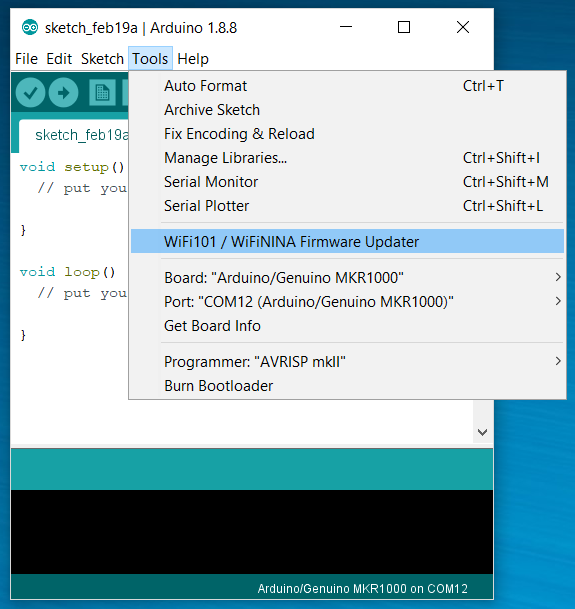 sketch_feb19a | Arduino 1.8.8
File Edit Sketch Tools Help
Auto Format Ctrl+T
Archive Sketch
Fix Encoding & Reload
Manage Libraries... Ctrl+Shift+I
Serial Monitor Ctrl+Shift+M
Serial Plotter Ctrl+Shift+L
WiFi101 / WiFiNINA Firmware Updater
Board: "Arduino/Genuino MKR1000"
Port: "COM12 (Arduino/Genuino MKR1000)"
Get Board Info
Programmer: "AVRISP mkII"
Burn Bootloader
sketch_feb19a
void setup()
// put you
}
void loop()
// put you
}
Arduino/Genuino MKR1000 on COM12